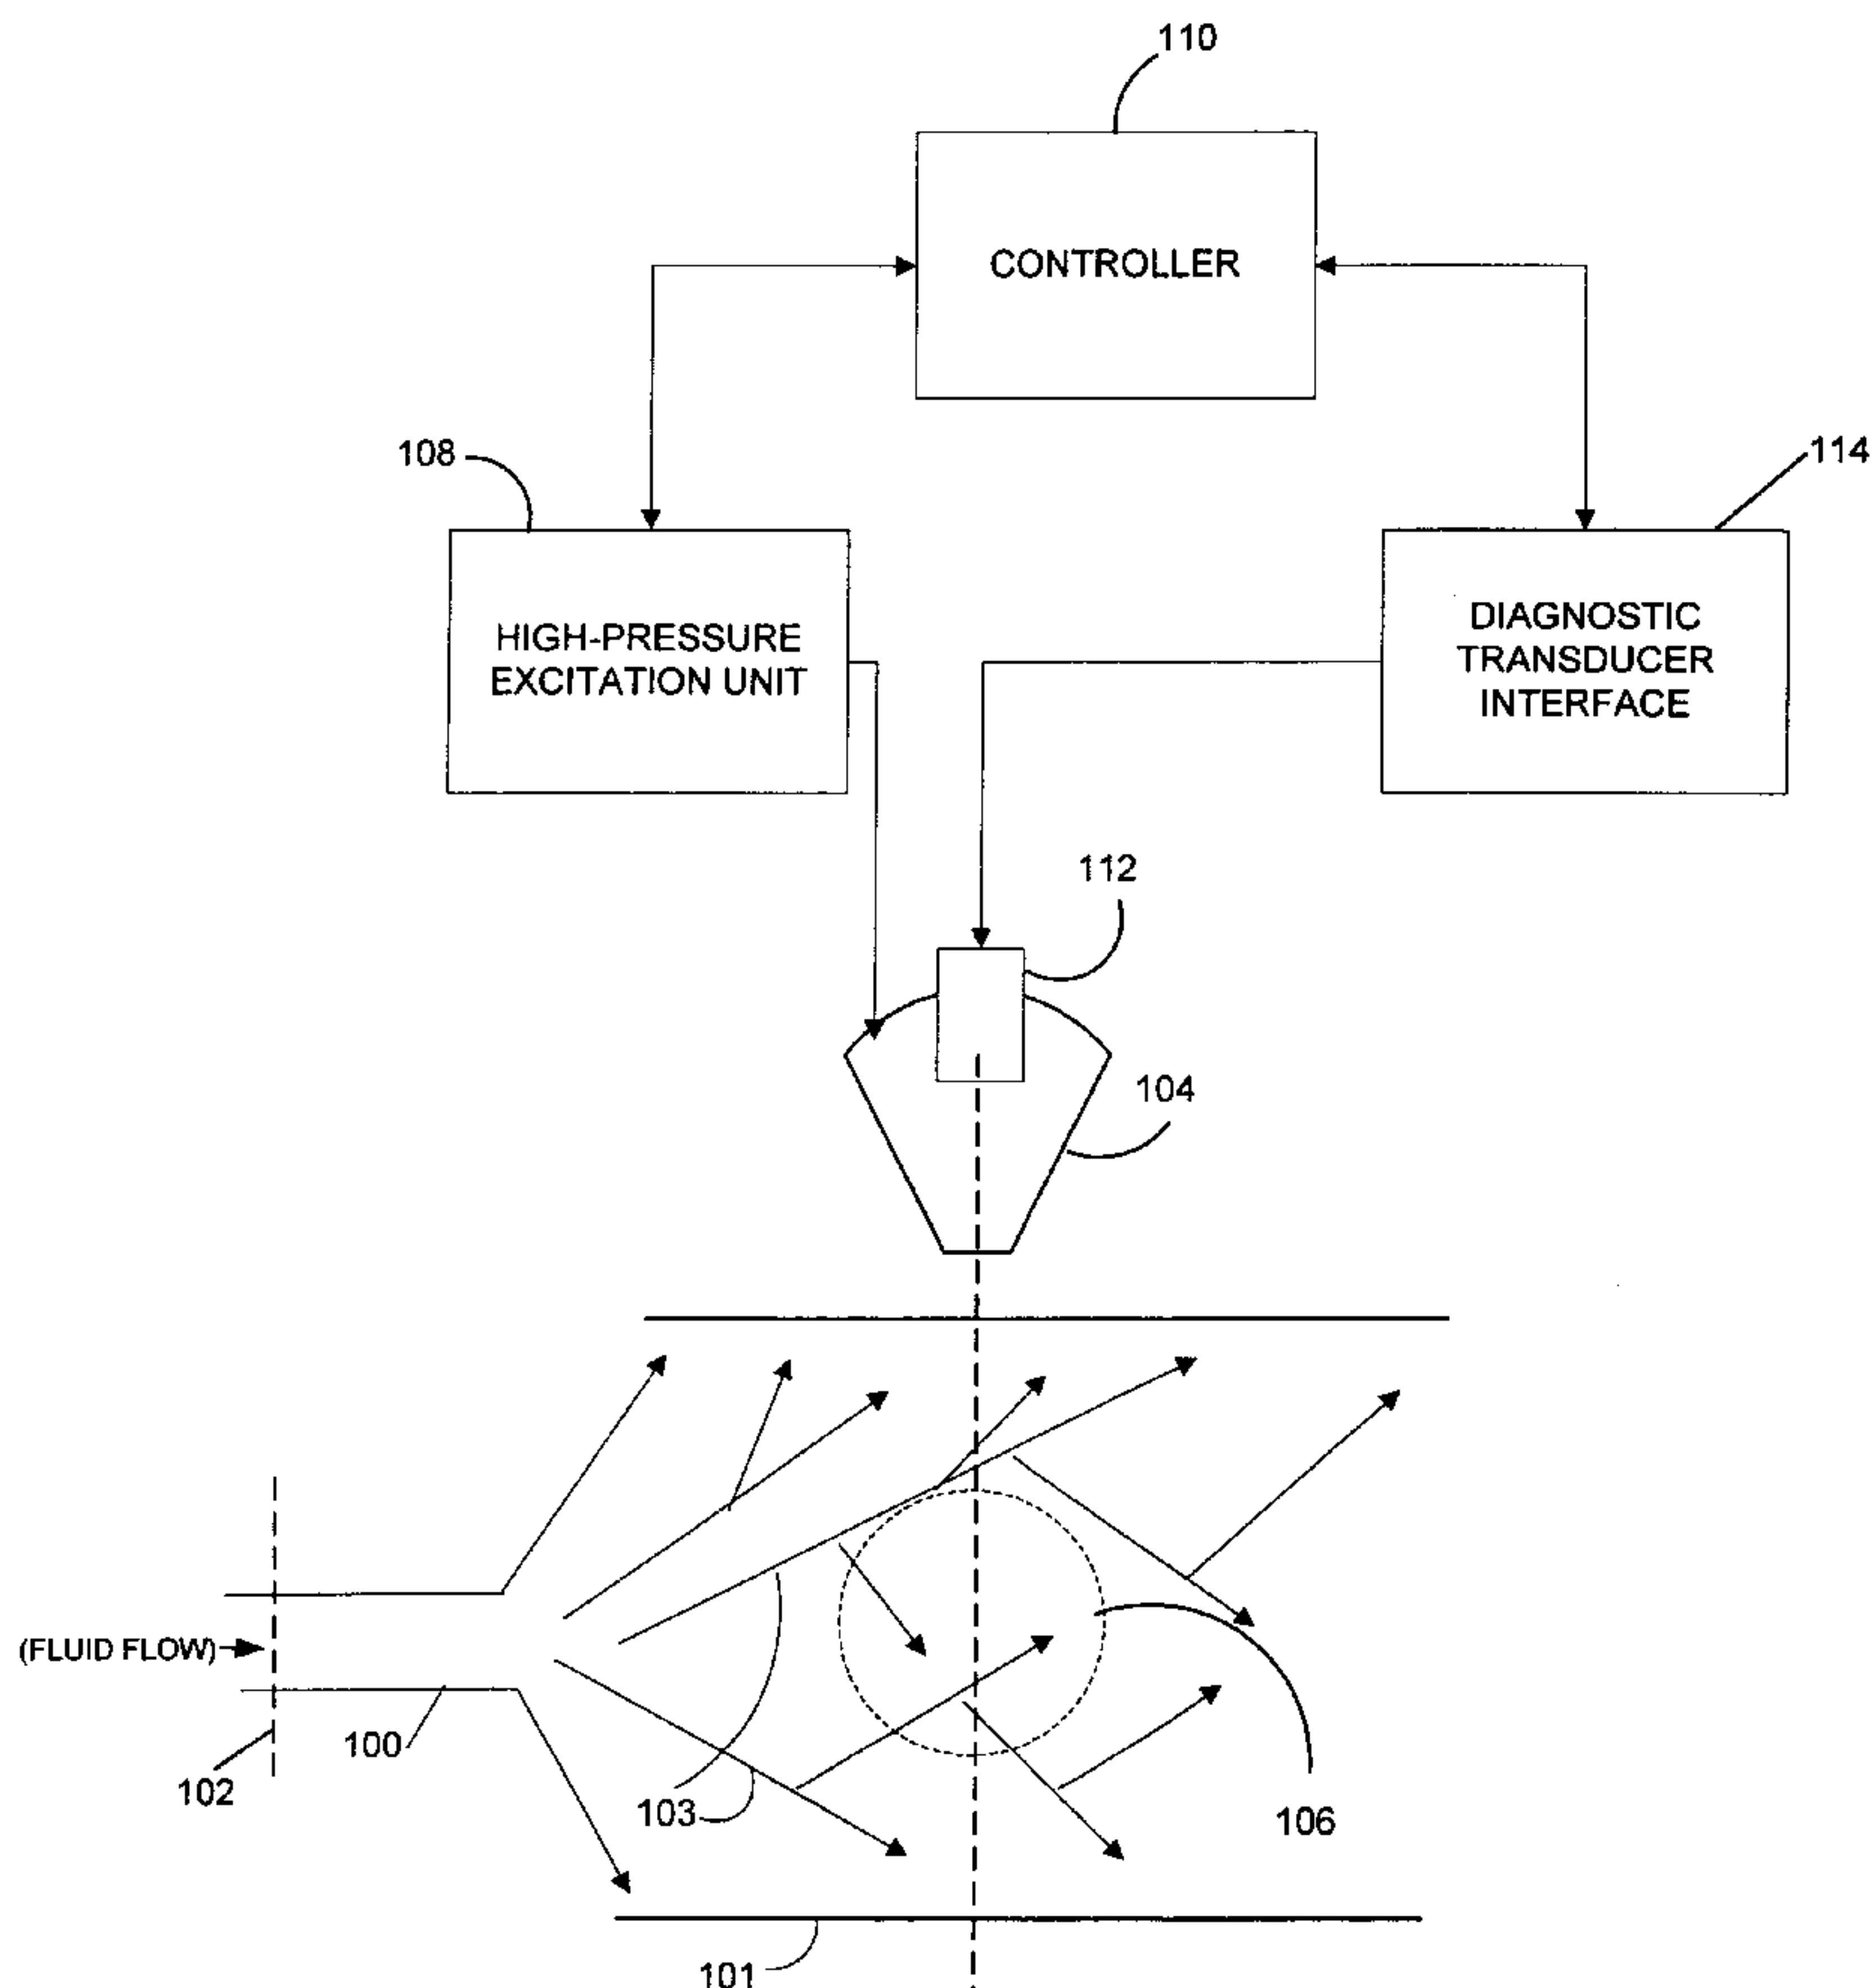 110
CONTROLLER
108
114
HIGH-PRESSURE
EXCITATION UNIT
DIAGNOSTIC
TRANSDUCER
INTERFACE
112
104
(FLUID FLOW)
100
102
103
106
101